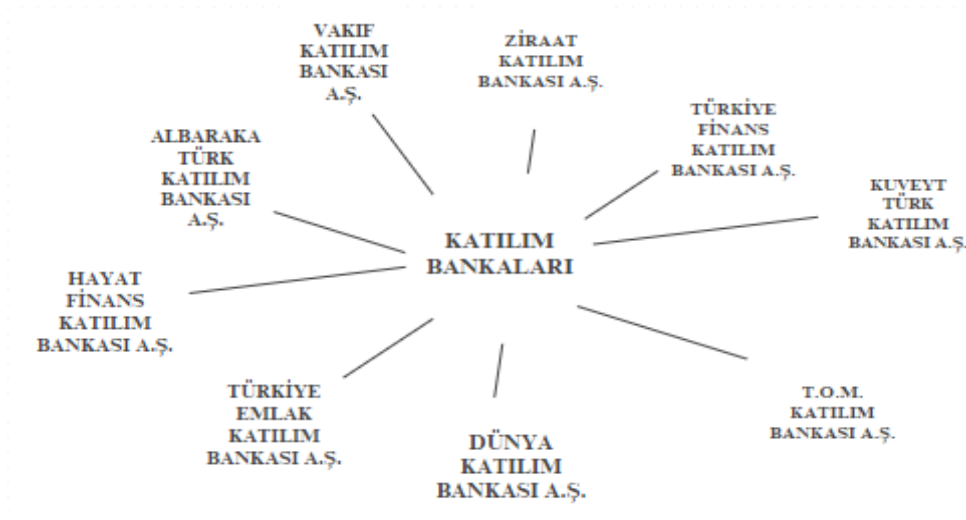 VAKIF
KATILIM
BANKASI
A.Ş.
ZİRAAT
KATILIM
BANKASI A.Ş.
TÜRKİYE
FİNANS
KATILIM
BANKASI A.Ş.
ALBARAKA
TÜRK
KATILIM
BANKASI
A.Ş.
KUVEYT
TÜRK
KATILIM
BANKASI A.Ş.
KATILIM
BANKALARI
HAYAT
FİNANS
KATILIM
BANKASI A.Ş.
TÜRKİYE
EMLAK
KATILIM
BANKASI A.Ş.
DÜNYA
KATILIM
BANKASI A.Ş.
T.O.M.
KATILIM
BANKASI A.Ş.